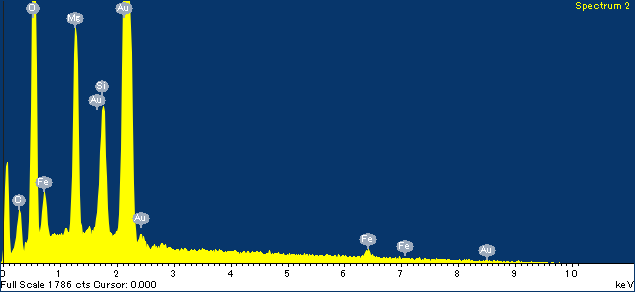 Spectrum 2
O Au
Mg
Si
Au
Fe
O
Au
Fe Fe Au
0 1 2 3 4 5 6 7 8 9 10
Full Scale 1786 cts Cursor: 0.000 keV